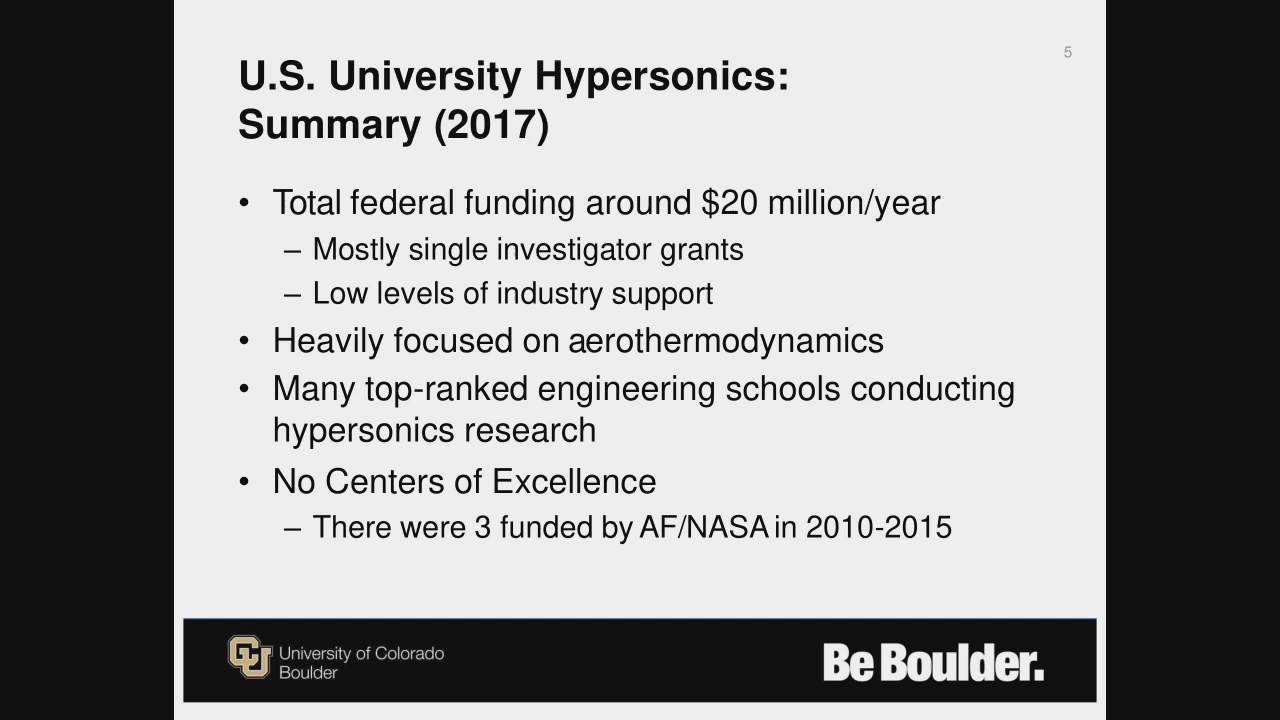 5
U.S. University Hypersonics:
Summary (2017)
• Total federal funding around $20 million/year
– Mostly single investigator grants
– Low levels of industry support
• Heavily focused on aerothermodynamics
• Many top-ranked engineering schools conducting
hypersonics research
• No Centers of Excellence
– There were 3 funded by AF/NASA in 2010-2015
CU
University of Colorado
Boulder
Be Boulder.